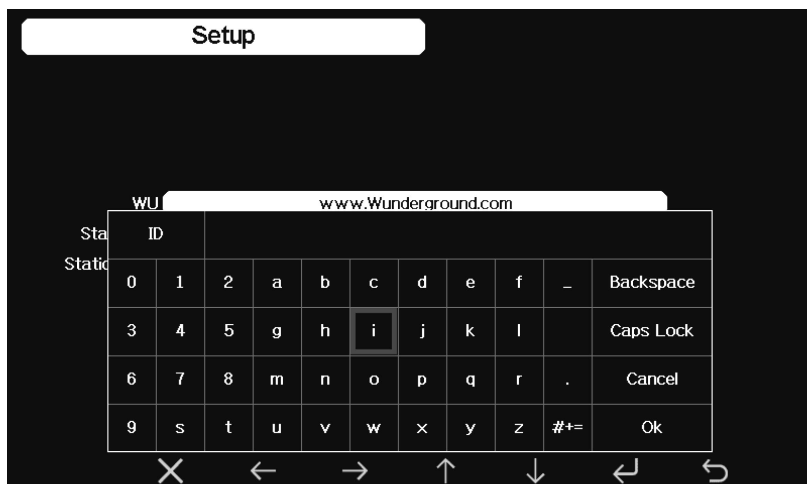 Setup
WU www.Wunderground.com
Sta ID
Static
0 1 2 a b c d e f _ Backspace
3 4 5 g h i j k l Caps Lock
6 7 8 m n o p q r . Cancel
9 s t u v w x y z #+= Ok